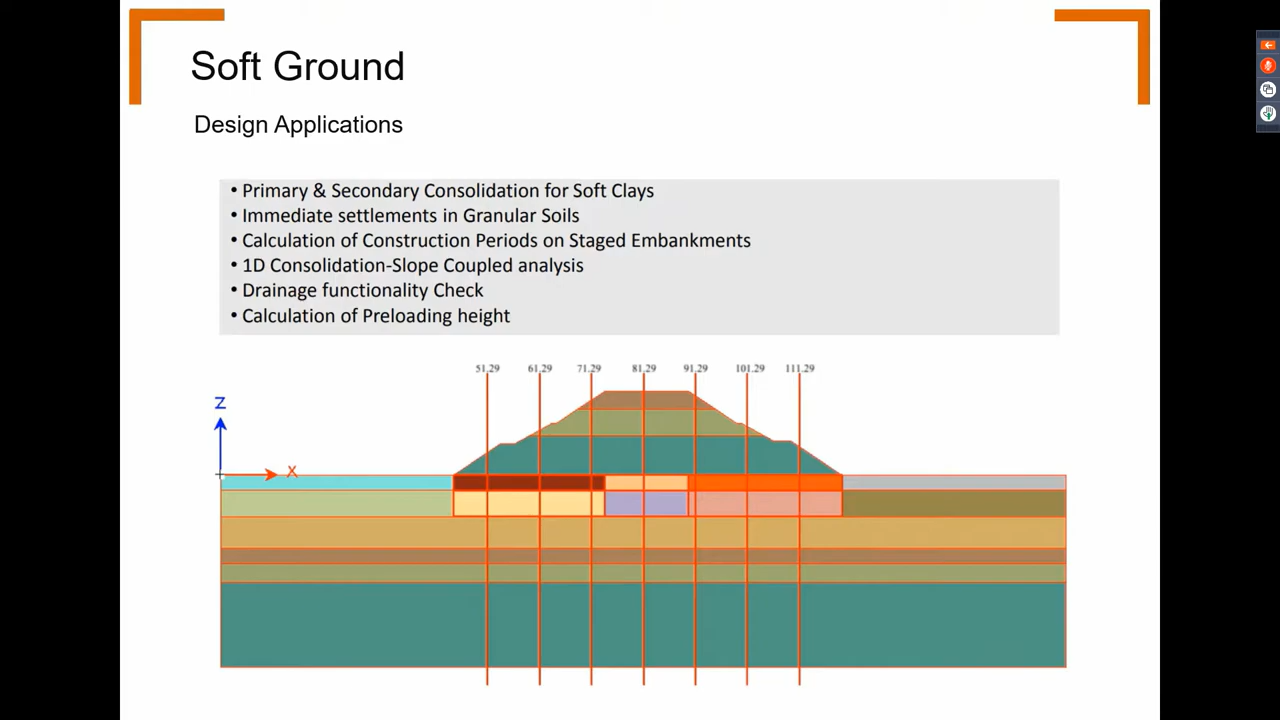 Soft Ground
Design Applications
• Primary & Secondary Consolidation for Soft Clays
• Immediate settlements in Granular Soils
• Calculation of Construction Periods on Staged Embankments
• 1D Consolidation-Slope Coupled analysis
• Drainage functionality Check
• Calculation of Preloading height
51.29 61.29 71.29 81.29 91.29 101.29 111.29
Z
X